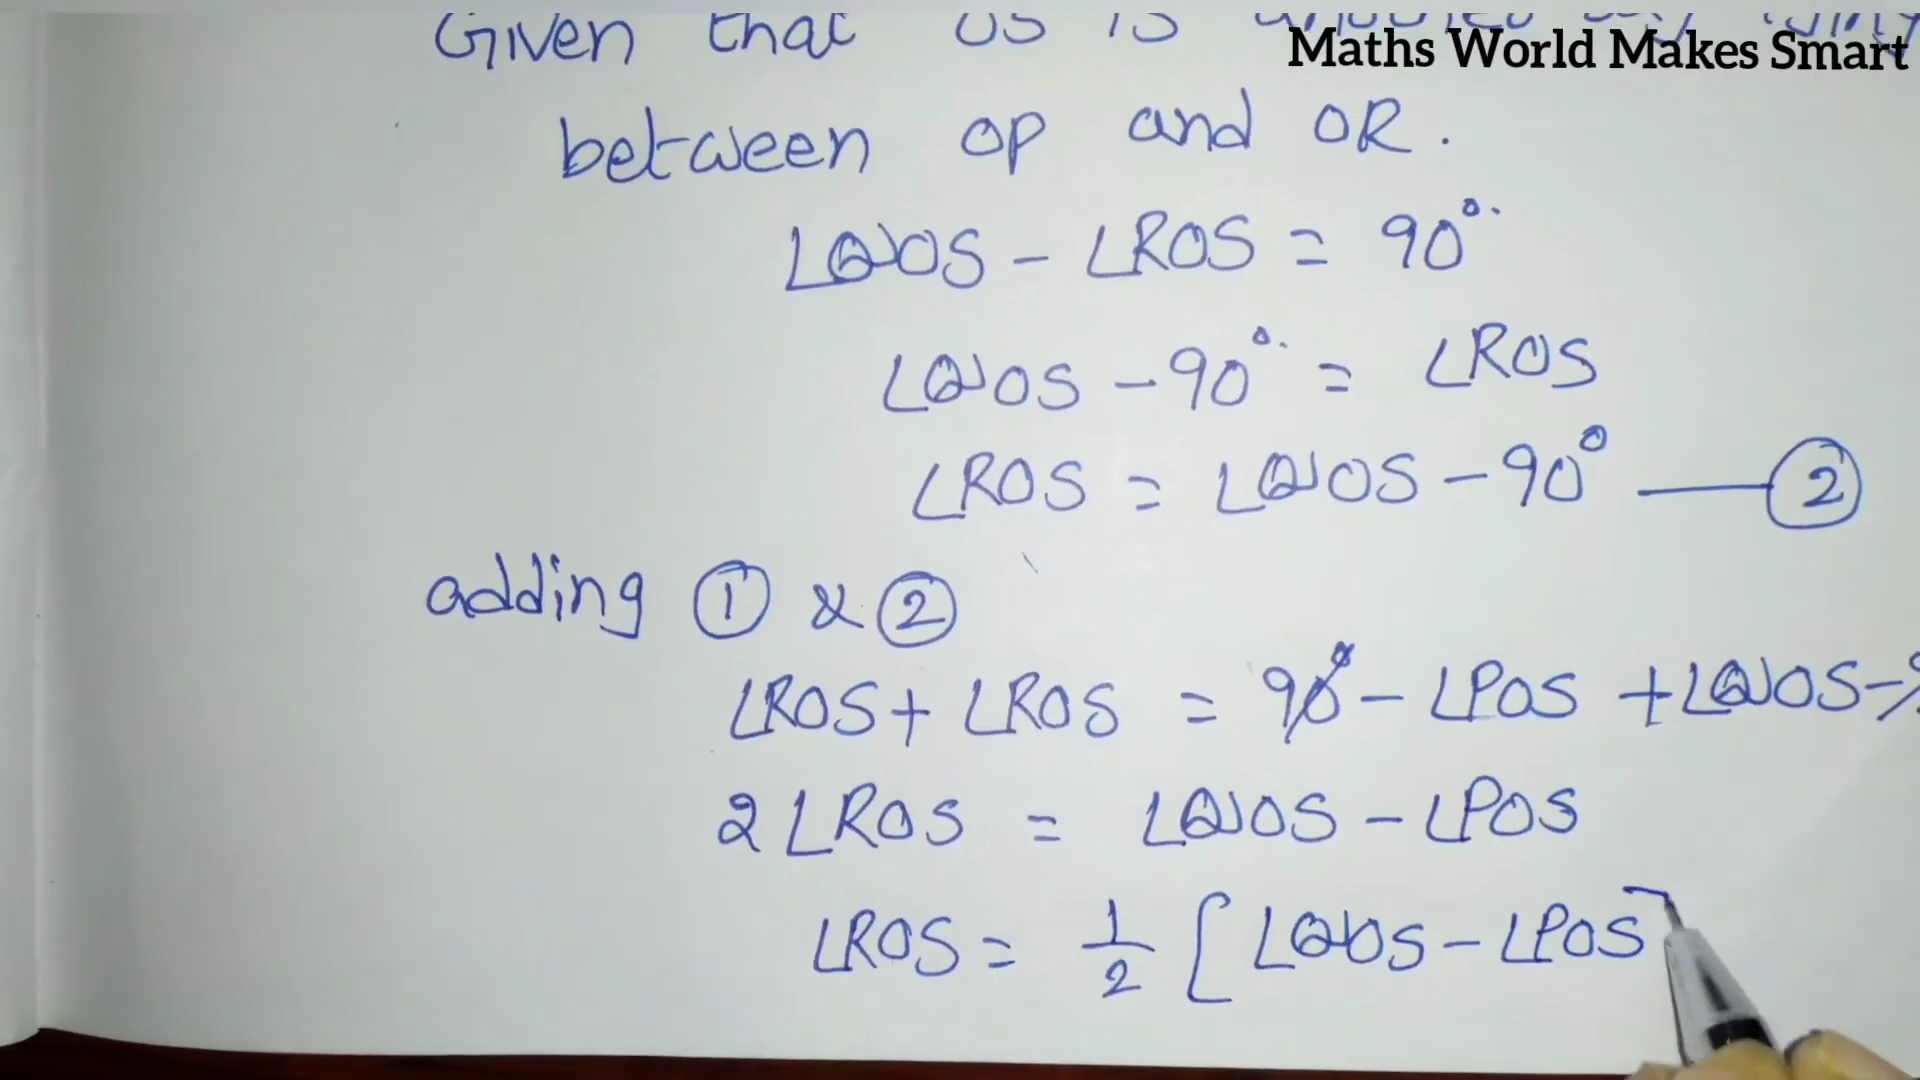 Given that OS is
Maths World Makes Smart
between OP and OR.
∠QOS - ∠ROS = 90°
∠QOS - 90° = ∠ROS
∠ROS = ∠QOS - 90° — ②
adding ① & ②
∠ROS + ∠ROS = 90° - ∠POS + ∠QOS -
2∠ROS = ∠QOS - ∠POS
∠ROS = 1/2 [∠QOS - ∠POS